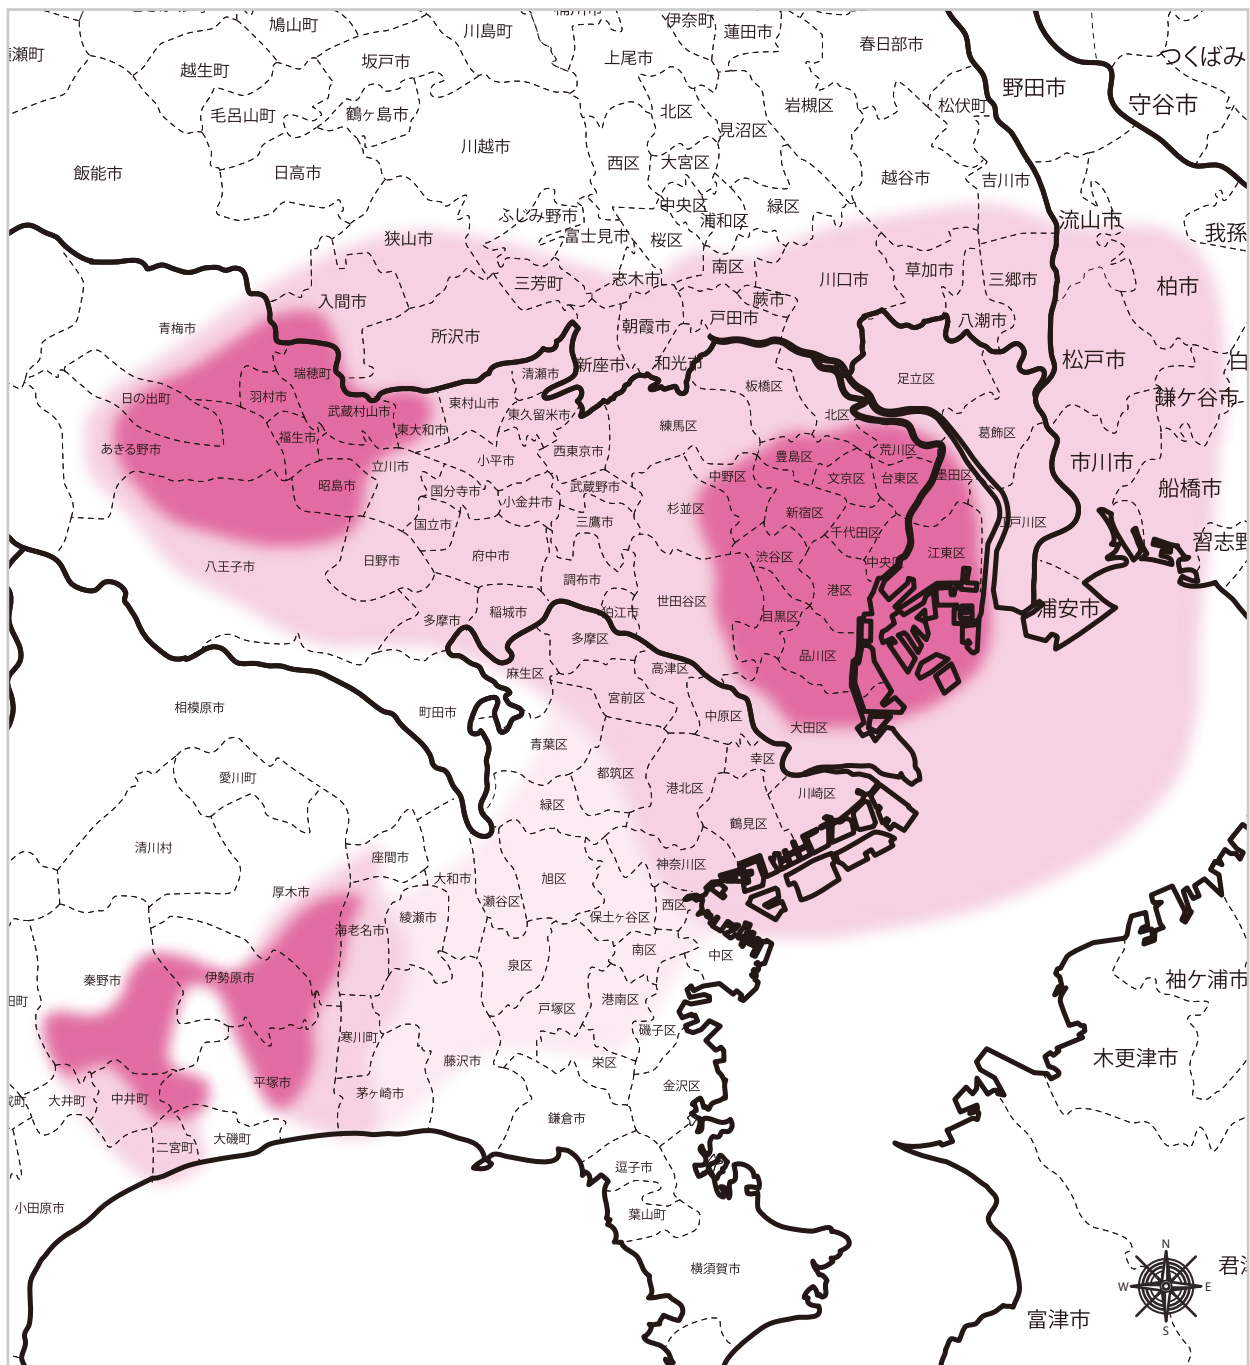 鳩山町
川島町
伊奈町
蓮田市
春日部市
越生町
坂戸市
上尾市
つくばみ
野田市
守谷市
毛呂山町
鶴ヶ島市
北区
岩槻区
松伏町
見沼区
川越市
飯能市
日高市
西区
大宮区
越谷市
吉川市
中央区
緑区
ふじみ野市
浦和区
流山市
狭山市
富士見市
桜区
我孫
南区
草加市
入間市
三芳町
志木市
川口市
三郷市
柏市
蕨市
青梅市
所沢市
朝霞市
戸田市
八潮市
瑞穂町
清瀬市
新座市
和光市
松戸市
白
日の出町
羽村市
武蔵村山市
東村山市
東久留米市
板橋区
足立区
鎌ケ谷市
福生市
東大和市
練馬区
北区
葛飾区
あきる野市
立川市
小平市
西東京市
豊島区
荒川区
市川市
昭島市
国分寺市
小金井市
武蔵野市
中野区
文京区
台東区
墨田区
船橋市
国立市
三鷹市
杉並区
新宿区
千代田区
江戸川区
習志野
八王子市
日野市
府中市
調布市
渋谷区
中央区
江東区
多摩市
稲城市
狛江市
世田谷区
港区
目黒区
浦安市
多摩区
麻生区
高津区
品川区
相模原市
町田市
宮前区
中原区
大田区
青葉区
愛川町
都筑区
港北区
幸区
緑区
川崎区
清川村
座間市
鶴見区
厚木市
大和市
瀬谷区
旭区
神奈川区
綾瀬市
海老名市
保土ヶ谷区
西区
南区
中区
秦野市
伊勢原市
泉区
袖ケ浦市
戸塚区
港南区
寒川町
磯子区
藤沢市
栄区
木更津市
大井町
中井町
平塚市
茅ヶ崎市
金沢区
二宮町
大磯町
鎌倉市
逗子市
小田原市
葉山町
横須賀市
N
W
E
S
君津
富津市